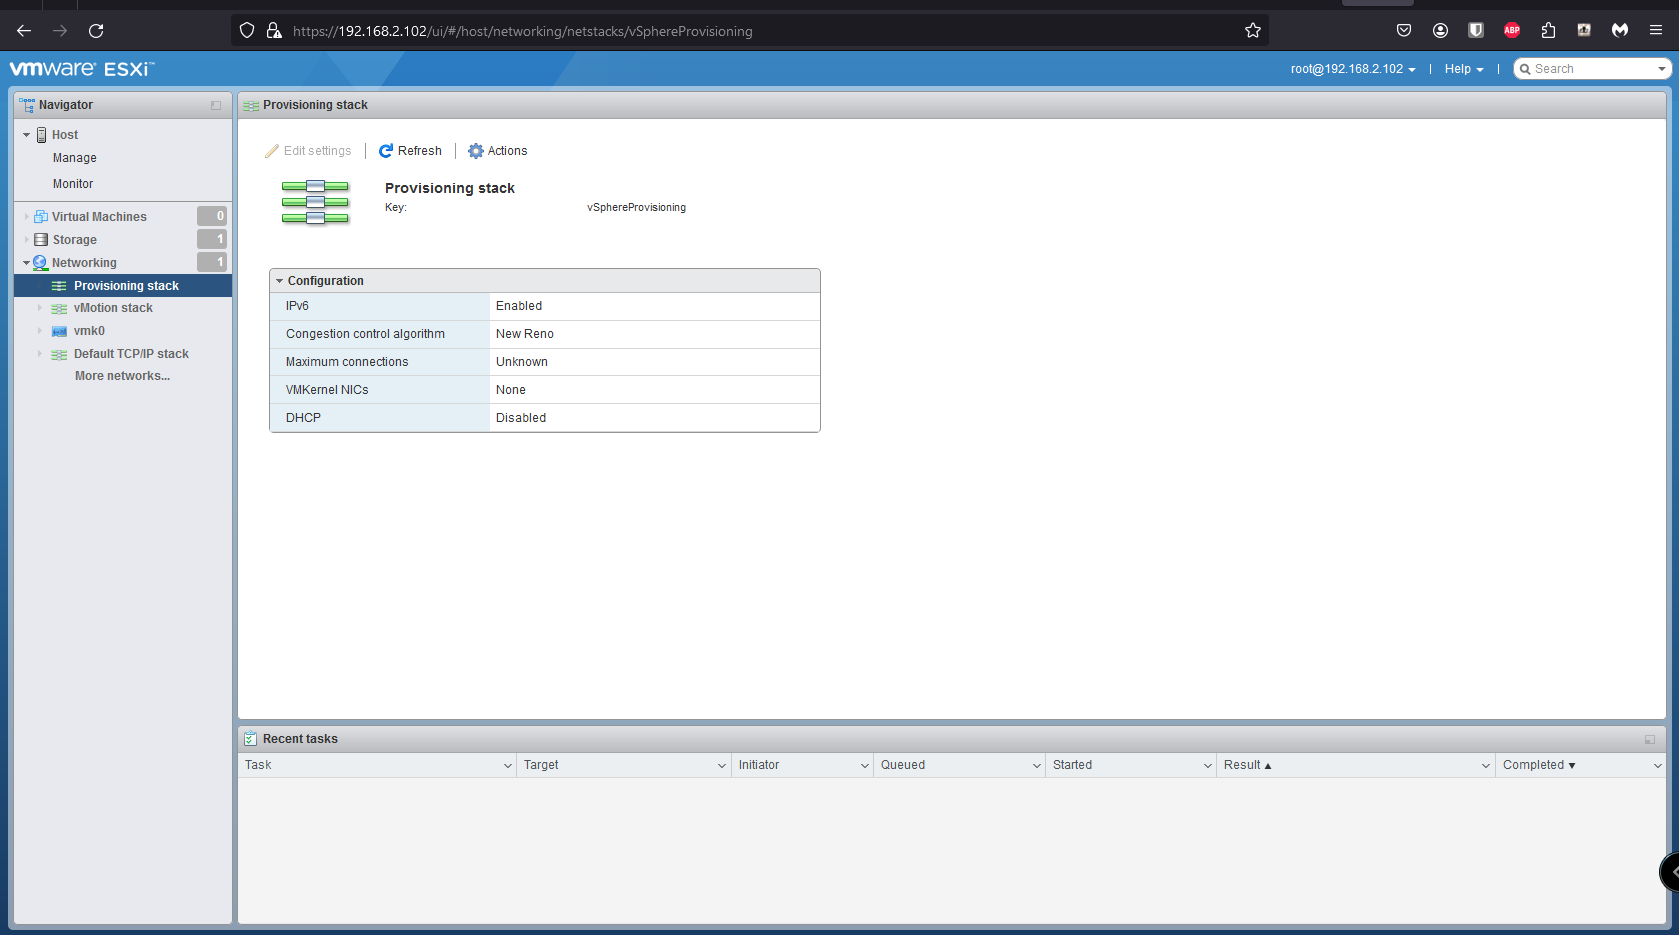 https://192.168.2.102/ui/#/host/networking/netstacks/vSphereProvisioning
ABP
vmware® ESXi™
root@192.168.2.102 | Help | Search
Navigator
Host
Manage
Monitor
Virtual Machines 0
Storage 1
Networking 1
Provisioning stack
vMotion stack
vmk0
Default TCP/IP stack
More networks...
Provisioning stack
Edit settings | Refresh | Actions
Provisioning stack
Key: vSphereProvisioning
Configuration
IPv6 Enabled
Congestion control algorithm New Reno
Maximum connections Unknown
VMKernel NICs None
DHCP Disabled
Recent tasks
Task Target Initiator Queued Started Result ▲ Completed ▼